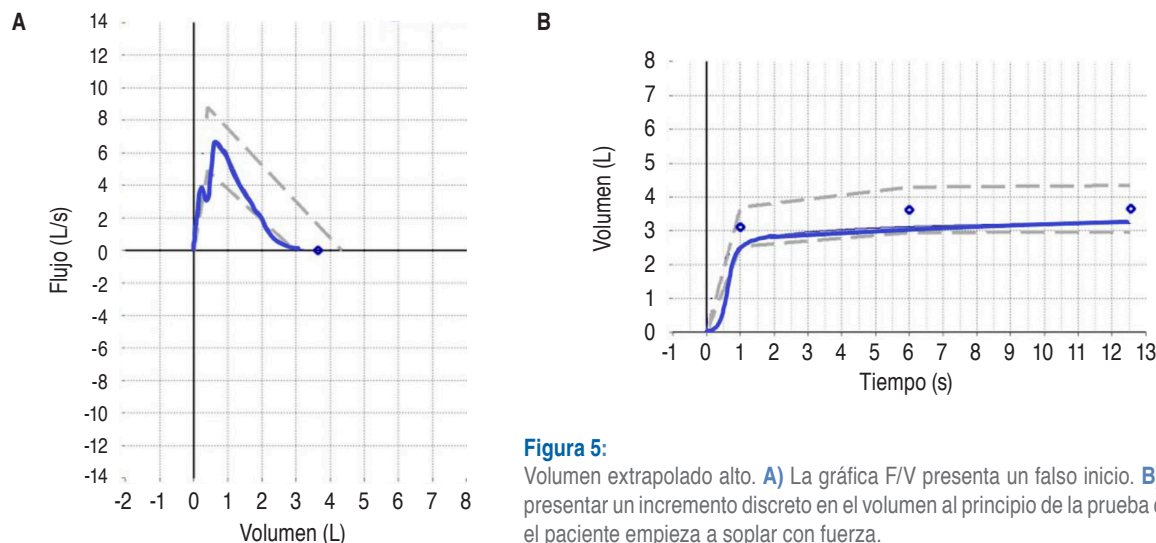 A
14
12
10
8
6
4
2
0
-2
-4
-6
-8
-10
-12
-14
Flujo (L/s)
-2 -1 0 1 2 3 4 5 6 7 8
Volumen (L)
B
8
7
6
5
4
3
2
1
0
Volumen (L)
-1 0 1 2 3 4 5 6 7 8 9 10 11 12 13
Tiempo (s)
Figura 5:
Volumen extrapolado alto. A) La gráfica F/V presenta un falso inicio. B
presentar un incremento discreto en el volumen al principio de la prueba
el paciente empieza a soplar con fuerza.